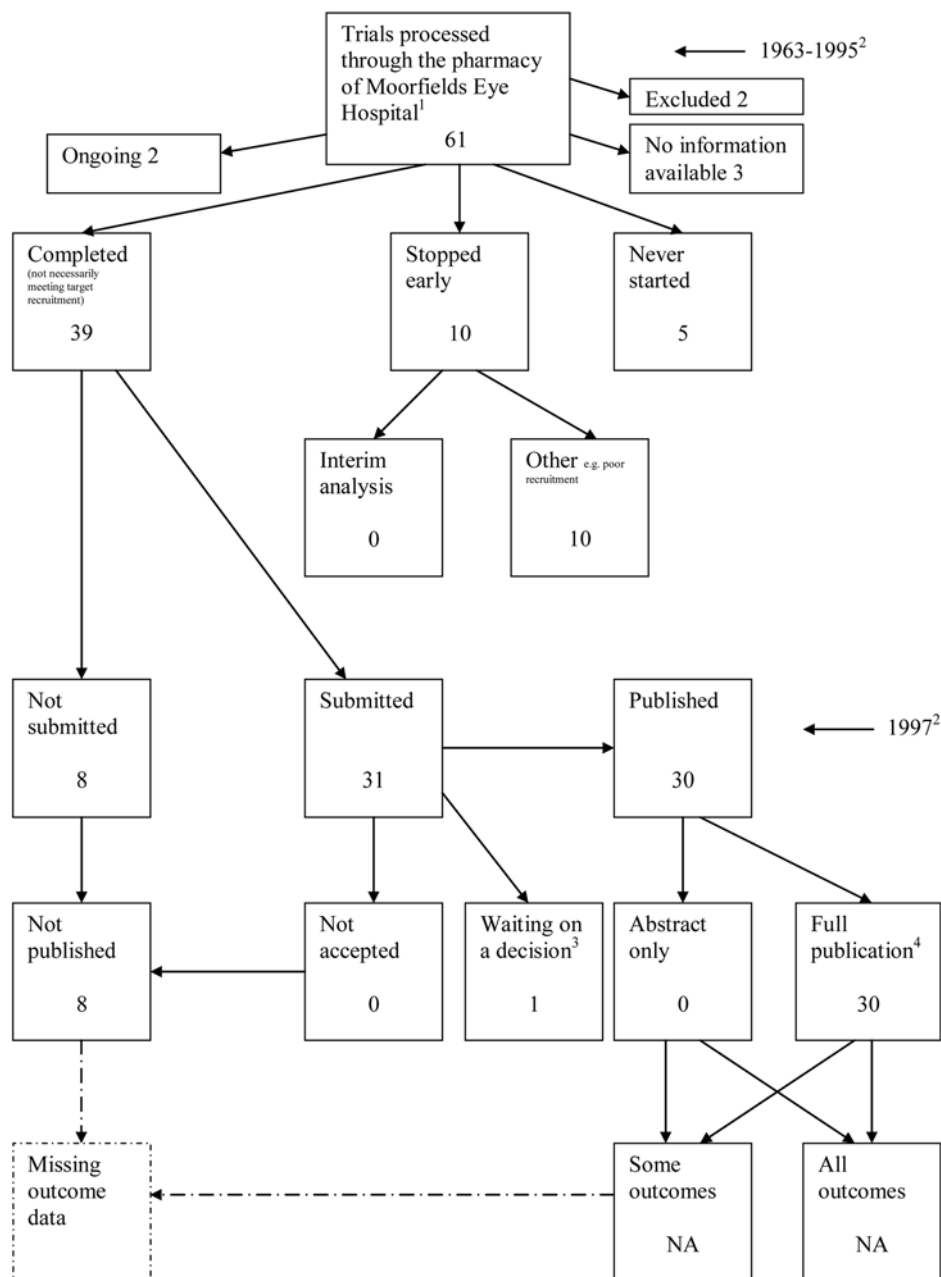 Trials processed
through the pharmacy
of Moorfields Eye
Hospital1
61
1963-19952
Excluded 2
No information
available 3
Ongoing 2
Completed
(not necessarily
meeting target
recruitment)
39
Stopped
early
10
Never
started
5
Interim
analysis
0
Other e.g. poor
recruitment
10
Not
submitted
8
Submitted
31
Published
30
19972
Not
published
8
Not
accepted
0
Waiting on
a decision3
1
Abstract
only
0
Full
publication4
30
Missing
outcome
data
Some
outcomes
NA
All
outcomes
NA